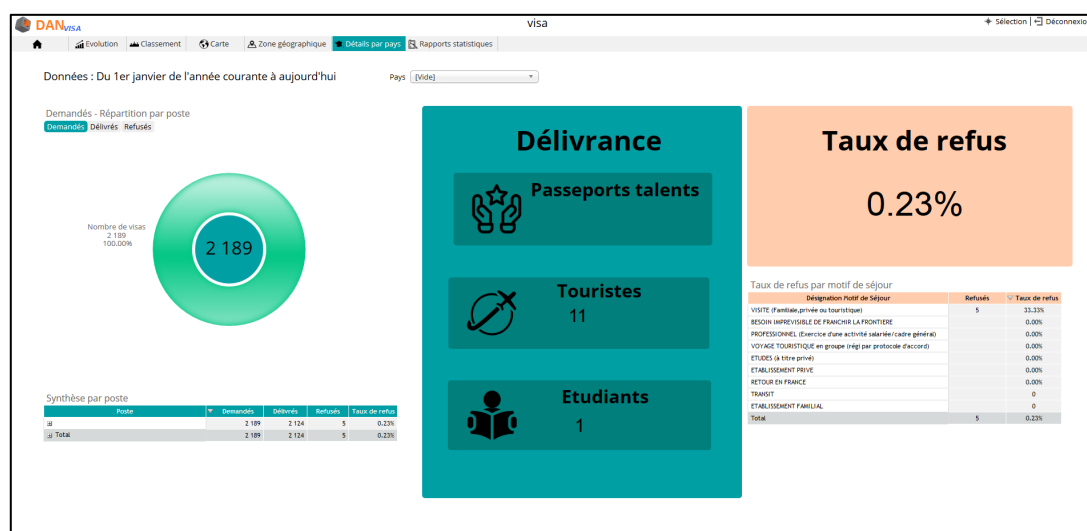 DANVISA
visa
Sélection | Déconnexio
Evolution
Classement
Carte
Zone géographique
Détails par pays
Rapports statistiques
Données : Du 1er janvier de l'année courante à aujourd'hui
Pays [Vide]
Demandés - Répartition par poste
Demandés Délivrés Refusés
Nombre de visas
2 189
100.00%
2 189
Synthèse par poste
Poste Demandés Délivrés Refusés Taux de refus
2 189 2 124 5 0.23%
Total 2 189 2 124 5 0.23%
Délivrance
Passeports talents
Touristes
11
Etudiants
1
Taux de refus
0.23%
Taux de refus par motif de séjour
Désignation Motif de Séjour Refusés Taux de refus
VISITE (Familiale,privée ou touristique) 5 33.33%
BESOIN IMPREVISIBLE DE FRANCHIR LA FRONTIERE 0.00%
PROFESSIONNEL (Exercice d'une activité salariée/cadre général) 0.00%
VOYAGE TOURISTIQUE en groupe (régi par protocole d'accord) 0.00%
ETUDES (à titre privé) 0.00%
ETABLISSEMENT PRIVE 0.00%
RETOUR EN FRANCE 0.00%
TRANSIT 0
ETABLISSEMENT FAMILIAL 0
Total 5 0.23%